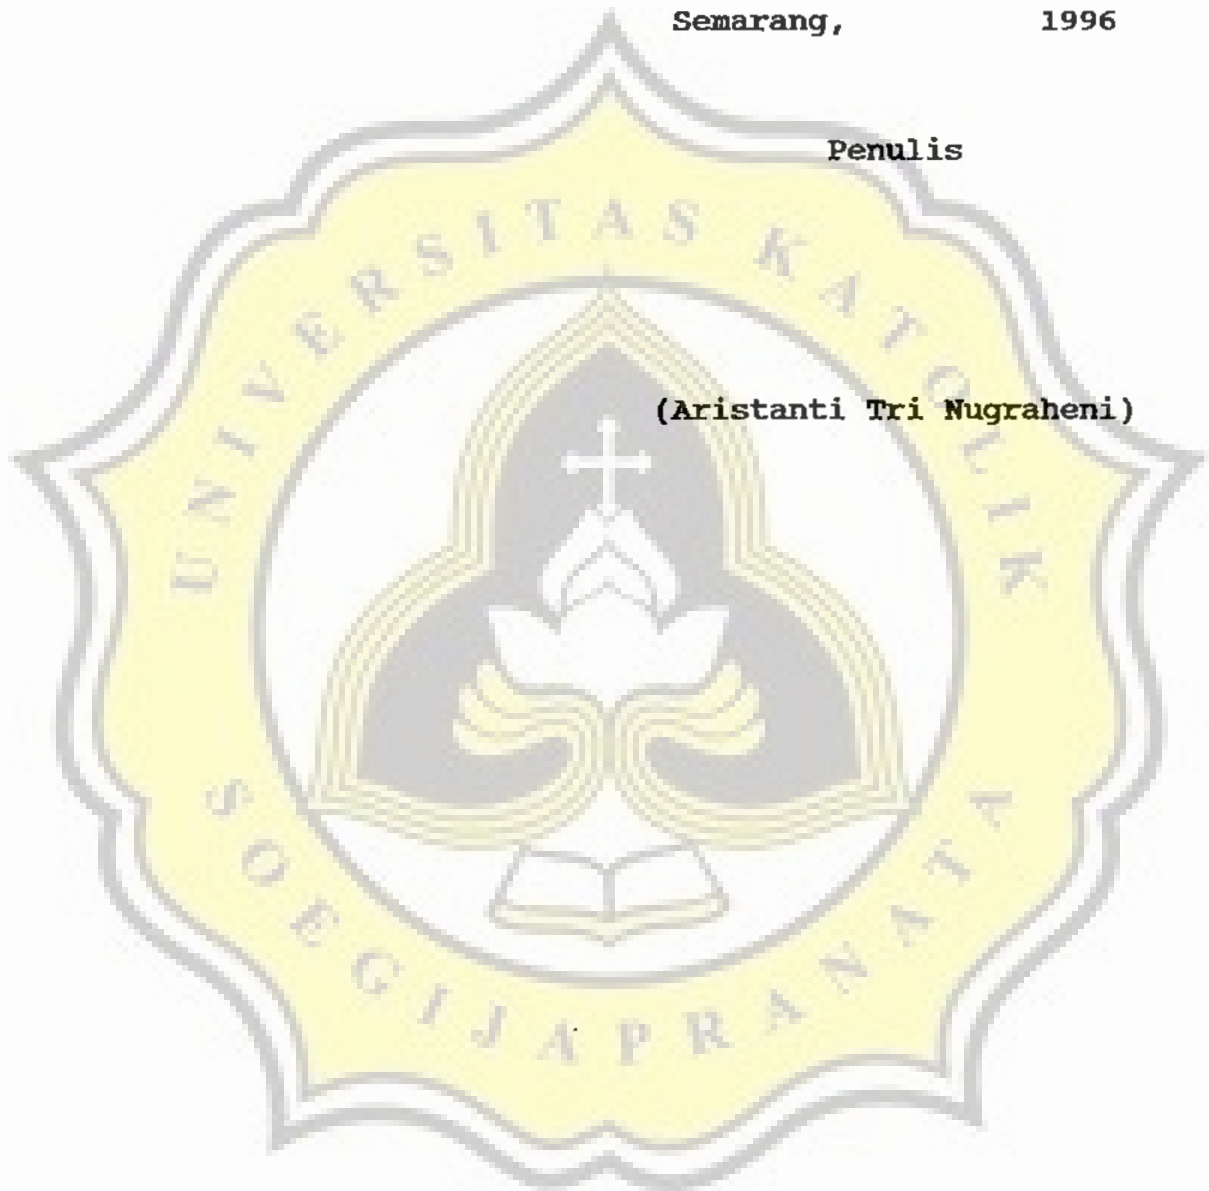 Semarang, 1996
Penulis
(Aristanti Tri Nugraheni)
UNIVERSITAS KATOLIK
SOEGIJAPRANATA